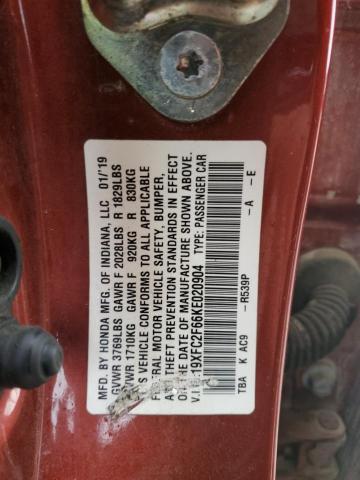 MFD. BY HONDA MFG. OF INDIANA, LLC 01/'19
GVWR 3769LBS GAWR F 2028LBS R 1829LBS
GVWR 1710KG GAWR F 920KG R 830KG
VEHICLE CONFORMS TO ALL APPLICABLE
FEDERAL MOTOR VEHICLE SAFETY, BUMPER,
AND THEFT PREVENTION STANDARDS IN EFFECT
ON THE DATE OF MANUFACTURE SHOWN ABOVE.
19XFC2F66KE020904 TYPE: PASSENGER CAR
TBA K AC9 -R539P -A -E